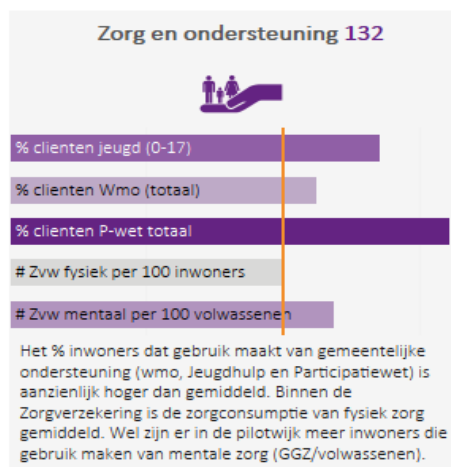 Zorg en ondersteuning 132
% clienten jeugd (0-17)
% clienten Wmo (totaal)
% clienten P-wet totaal
# Zvw fysiek per 100 inwoners
# Zvw mentaal per 100 volwassenen
Het % inwoners dat gebruik maakt van gemeentelijke
ondersteuning (wmo, Jeugdhulp en Participatiewet) is
aanzienlijk hoger dan gemiddeld. Binnen de
Zorgverzekering is de zorgconsumptie van fysiek zorg
gemiddeld. Wel zijn er in de pilotwijk meer inwoners die
gebruik maken van mentale zorg (GGZ/volwassenen).